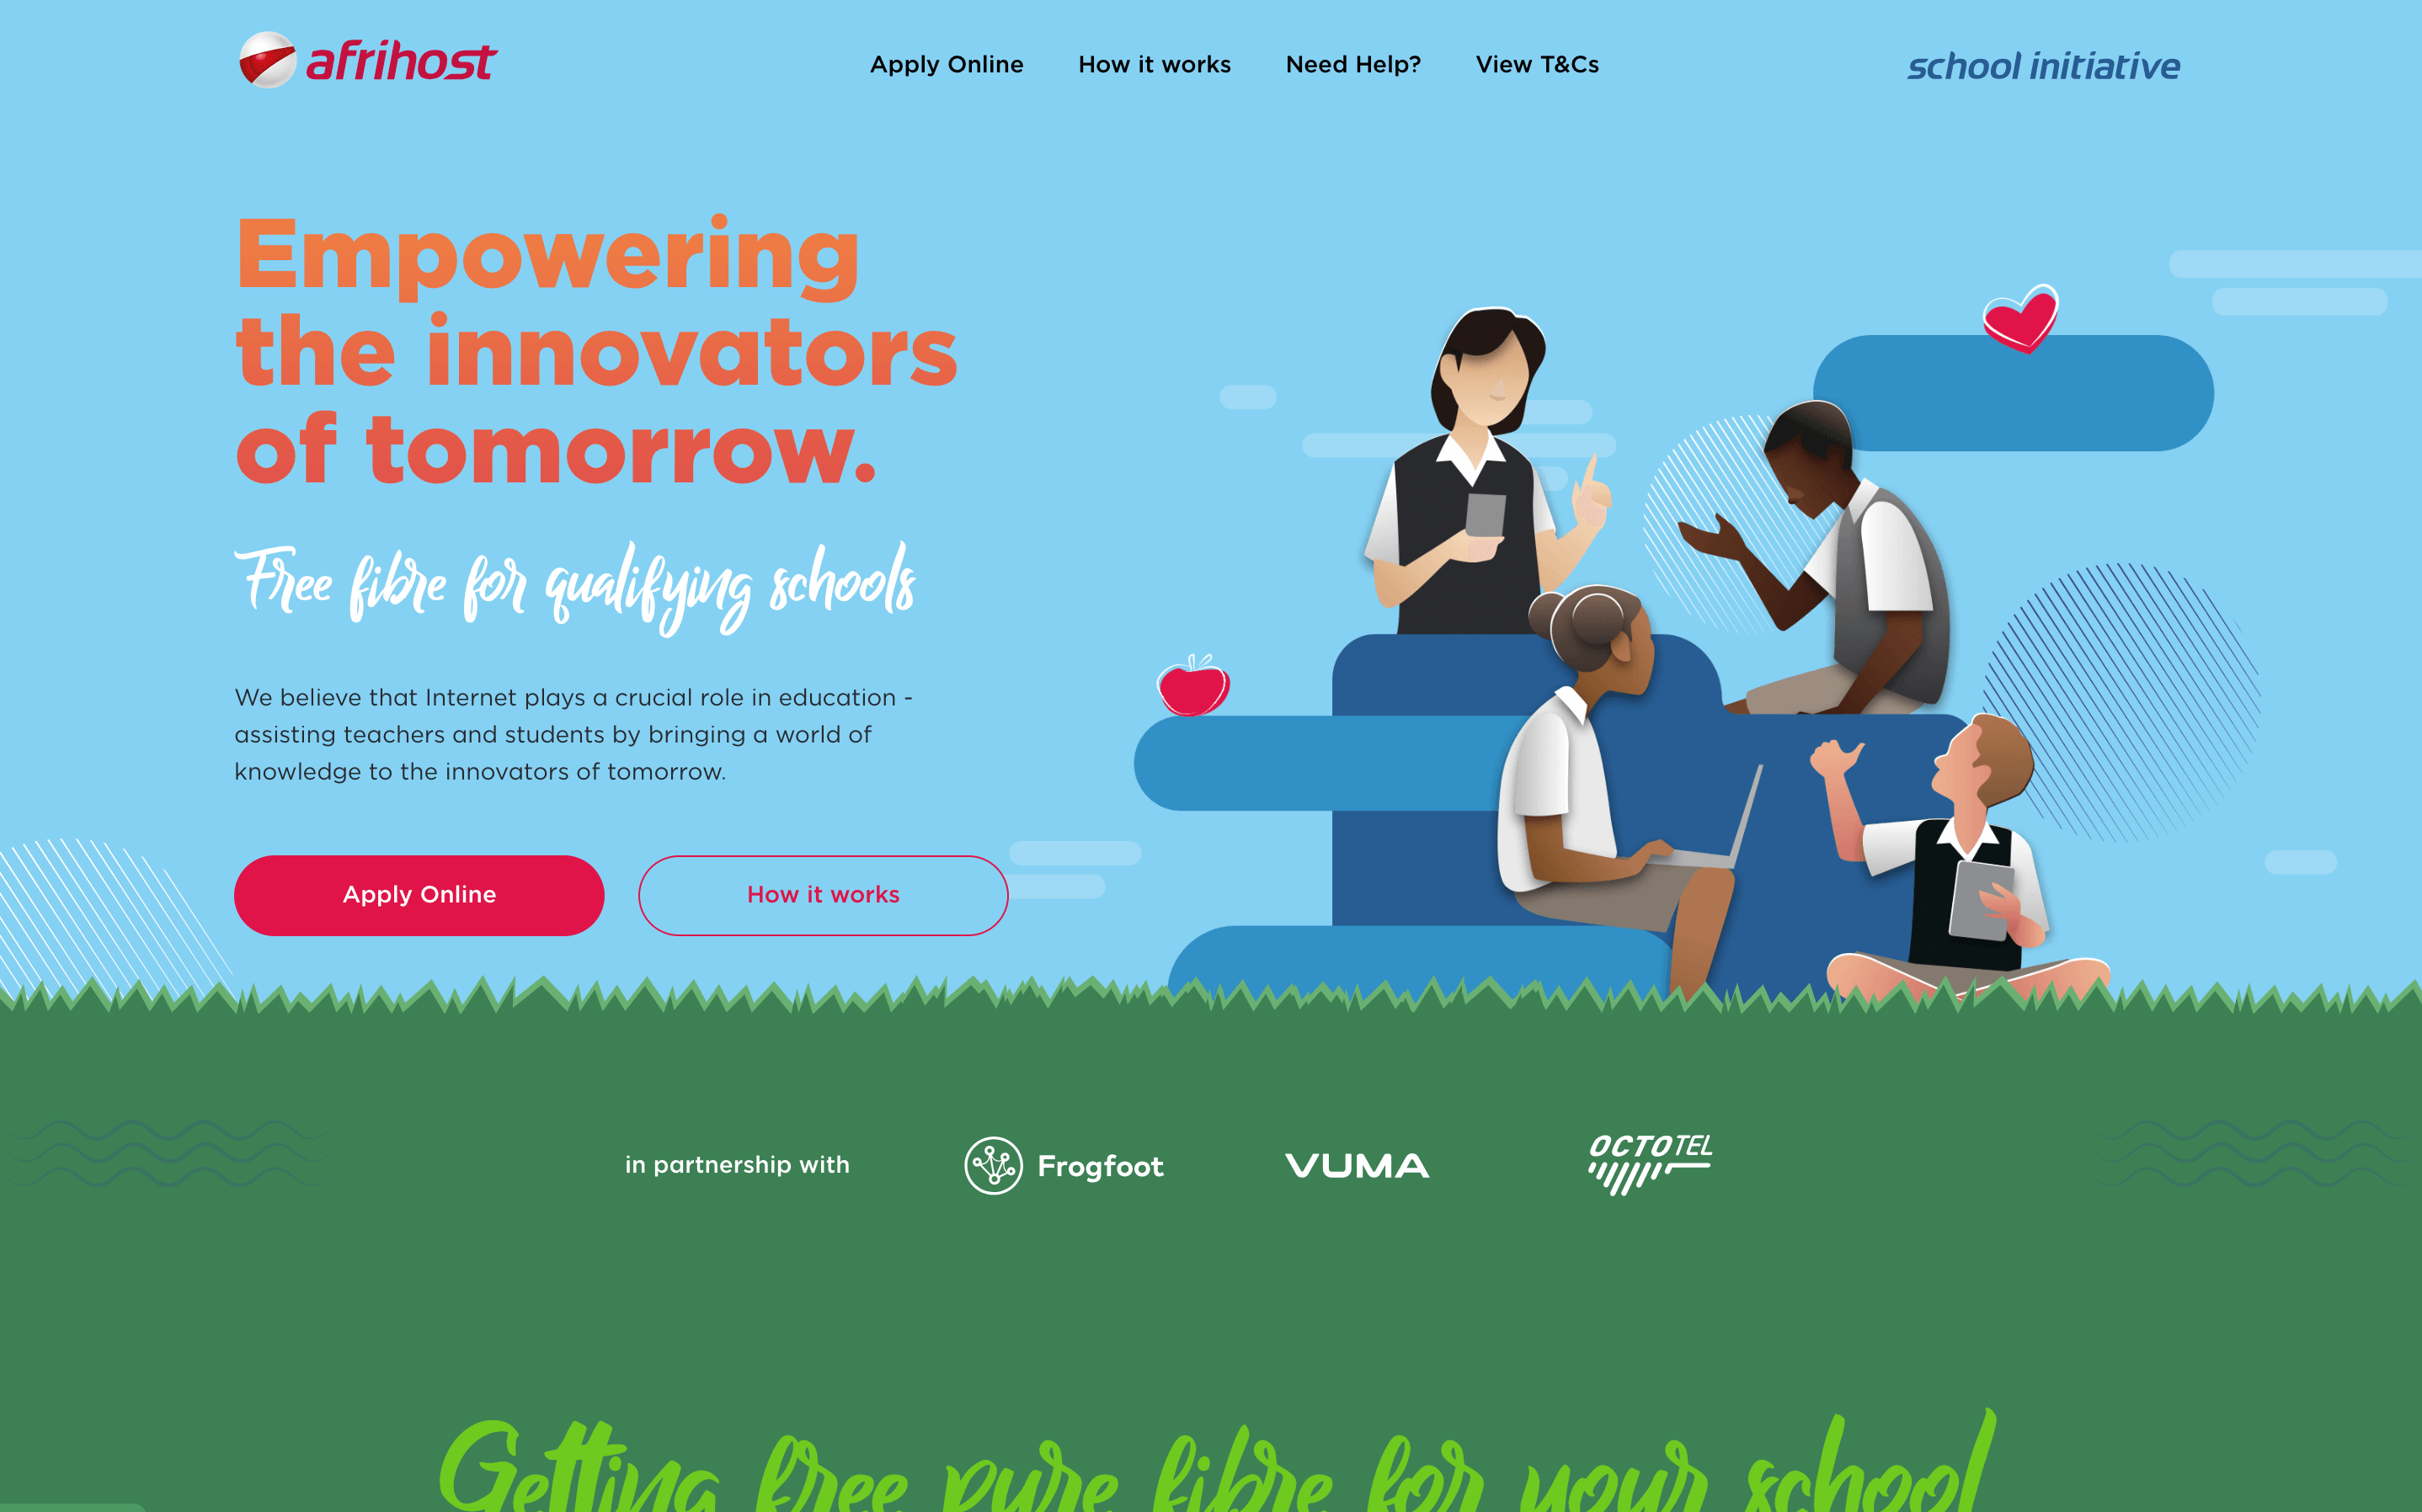 afrihost
Apply Online
How it works
Need Help?
View T&Cs
school initiative
Empowering
the innovators
of tomorrow.
Free fibre for qualifying schools
We believe that Internet plays a crucial role in education -
assisting teachers and students by bringing a world of
knowledge to the innovators of tomorrow.
Apply Online
How it works
in partnership with
Frogfoot
VUMA
OCTOTEL
Getting free pure fibre for your school